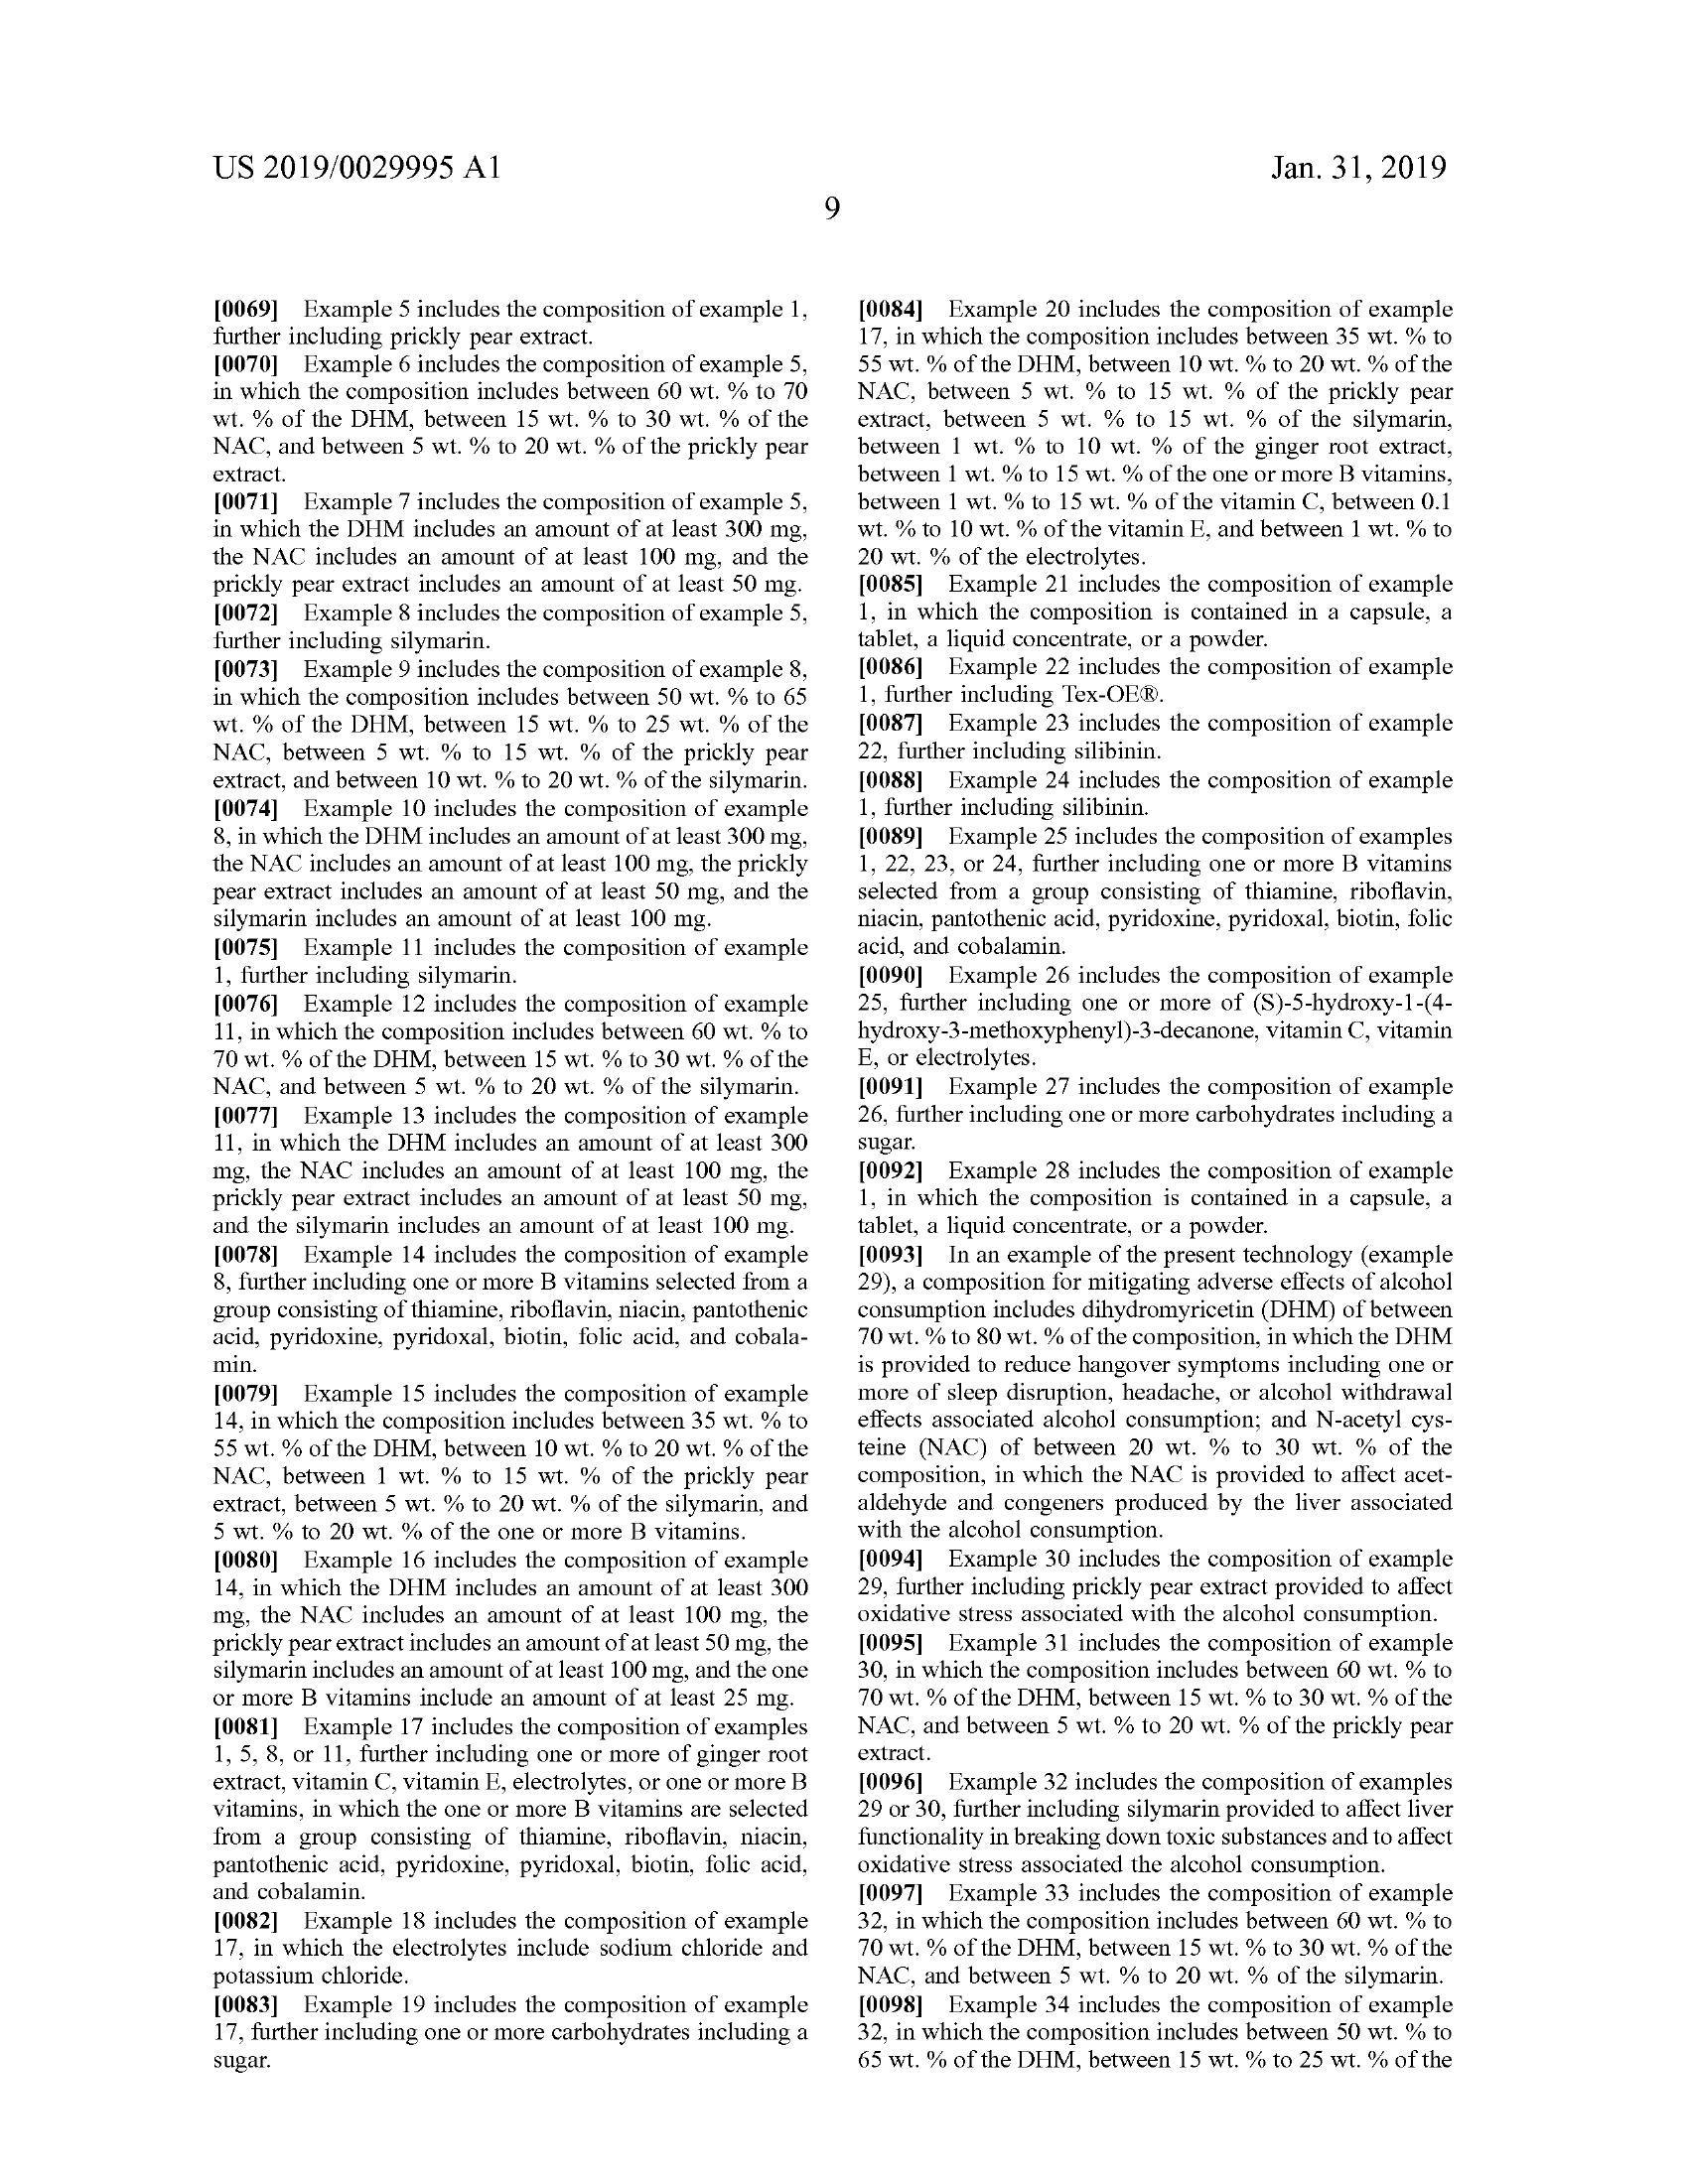 US 2019/0029995 A1
Jan. 31, 2019
9
[0069] Example 5 includes the composition of example 1,
further including prickly pear extract.
[0070] Example 6 includes the composition of example 5,
in which the composition includes between 60 wt. % to 70
wt. % of the DHM, between 15 wt. % to 30 wt. % of the
NAC, and between 5 wt. % to 20 wt. % of the prickly pear
extract.
[0071] Example 7 includes the composition of example 5,
in which the DHM includes an amount of at least 300 mg,
the NAC includes an amount of at least 100 mg, and the
prickly pear extract includes an amount of at least 50 mg.
[0072] Example 8 includes the composition of example 5,
further including silymarin.
[0073] Example 9 includes the composition of example 8,
in which the composition includes between 50 wt. % to 65
wt. % of the DHM, between 15 wt. % to 25 wt. % of the
NAC, between 5 wt. % to 15 wt. % of the prickly pear
extract, and between 10 wt. % to 20 wt. % of the silymarin.
[0074] Example 10 includes the composition of example
8, in which the DHM includes an amount of at least 300 mg,
the NAC includes an amount of at least 100 mg, the prickly
pear extract includes an amount of at least 50 mg, and the
silymarin includes an amount of at least 100 mg.
[0075] Example 11 includes the composition of example
1, further including silymarin.
[0076] Example 12 includes the composition of example
11, in which the composition includes between 60 wt. % to
70 wt. % of the DHM, between 15 wt. % to 30 wt. % of the
NAC, and between 5 wt. % to 20 wt. % of the silymarin.
[0077] Example 13 includes the composition of example
11, in which the DHM includes an amount of at least 300
mg, the NAC includes an amount of at least 100 mg, the
prickly pear extract includes an amount of at least 50 mg,
and the silymarin includes an amount of at least 100 mg.
[0078] Example 14 includes the composition of example
8, further including one or more B vitamins selected from a
group consisting of thiamine, riboflavin, niacin, pantothenic
acid, pyridoxine, pyridoxal, biotin, folic acid, and cobala-
min.
[0079] Example 15 includes the composition of example
14, in which the composition includes between 35 wt. % to
55 wt. % of the DHM, between 10 wt. % to 20 wt. % of the
NAC, between 1 wt. % to 15 wt. % of the prickly pear
extract, between 5 wt. % to 20 wt. % of the silymarin, and
5 wt. % to 20 wt. % of the one or more B vitamins.
[0080] Example 16 includes the composition of example
14, in which the DHM includes an amount of at least 300
mg, the NAC includes an amount of at least 100 mg, the
prickly pear extract includes an amount of at least 50 mg, the
silymarin includes an amount of at least 100 mg, and the one
or more B vitamins include an amount of at least 25 mg.
[0081] Example 17 includes the composition of examples
1, 5, 8, or 11, further including one or more of ginger root
extract, vitamin C, vitamin E, electrolytes, or one or more B
vitamins, in which the one or more B vitamins are selected
from a group consisting of thiamine, riboflavin, niacin,
pantothenic acid, pyridoxine, pyridoxal, biotin, folic acid,
and cobalamin.
[0082] Example 18 includes the composition of example
17, in which the electrolytes include sodium chloride and
potassium chloride.
[0083] Example 19 includes the composition of example
17, further including one or more carbohydrates including a
sugar.
[0084] Example 20 includes the composition of example
17, in which the composition includes between 35 wt. % to
55 wt. % of the DHM, between 10 wt. % to 20 wt. % of the
NAC, between 5 wt. % to 15 wt. % of the prickly pear
extract, between 5 wt. % to 15 wt. % of the silymarin,
between 1 wt. % to 10 wt. % of the ginger root extract,
between 1 wt. % to 15 wt. % of the one or more B vitamins,
between 1 wt. % to 15 wt. % of the vitamin C, between 0.1
wt. % to 10 wt. % of the vitamin E, and between 1 wt. % to
20 wt. % of the electrolytes.
[0085] Example 21 includes the composition of example
1, in which the composition is contained in a capsule, a
tablet, a liquid concentrate, or a powder.
[0086] Example 22 includes the composition of example
1, further including Tex-OE®.
[0087] Example 23 includes the composition of example
22, further including silibinin.
[0088] Example 24 includes the composition of example
1, further including silibinin.
[0089] Example 25 includes the composition of examples
1, 22, 23, or 24, further including one or more B vitamins
selected from a group consisting of thiamine, riboflavin,
niacin, pantothenic acid, pyridoxine, pyridoxal, biotin, folic
acid, and cobalamin.
[0090] Example 26 includes the composition of example
25, further including one or more of (S)-5-hydroxy-1-(4-
hydroxy-3-methoxyphenyl)-3-decanone, vitamin C, vitamin
E, or electrolytes.
[0091] Example 27 includes the composition of example
26, further including one or more carbohydrates including a
sugar.
[0092] Example 28 includes the composition of example
1, in which the composition is contained in a capsule, a
tablet, a liquid concentrate, or a powder.
[0093] In an example of the present technology (example
29), a composition for mitigating adverse effects of alcohol
consumption includes dihydromyricetin (DHM) of between
70 wt. % to 80 wt. % of the composition, in which the DHM
is provided to reduce hangover symptoms including one or
more of sleep disruption, headache, or alcohol withdrawal
effects associated alcohol consumption; and N-acetyl cys-
teine (NAC) of between 20 wt. % to 30 wt. % of the
composition, in which the NAC is provided to affect acet-
aldehyde and congeners produced by the liver associated
with the alcohol consumption.
[0094] Example 30 includes the composition of example
29, further including prickly pear extract provided to affect
oxidative stress associated with the alcohol consumption.
[0095] Example 31 includes the composition of example
30, in which the composition includes between 60 wt. % to
70 wt. % of the DHM, between 15 wt. % to 30 wt. % of the
NAC, and between 5 wt. % to 20 wt. % of the prickly pear
extract.
[0096] Example 32 includes the composition of examples
29 or 30, further including silymarin provided to affect liver
functionality in breaking down toxic substances and to affect
oxidative stress associated the alcohol consumption.
[0097] Example 33 includes the composition of example
32, in which the composition includes between 60 wt. % to
70 wt. % of the DHM, between 15 wt. % to 30 wt. % of the
NAC, and between 5 wt. % to 20 wt. % of the silymarin.
[0098] Example 34 includes the composition of example
32, in which the composition includes between 50 wt. % to
65 wt. % of the DHM, between 15 wt. % to 25 wt. % of the